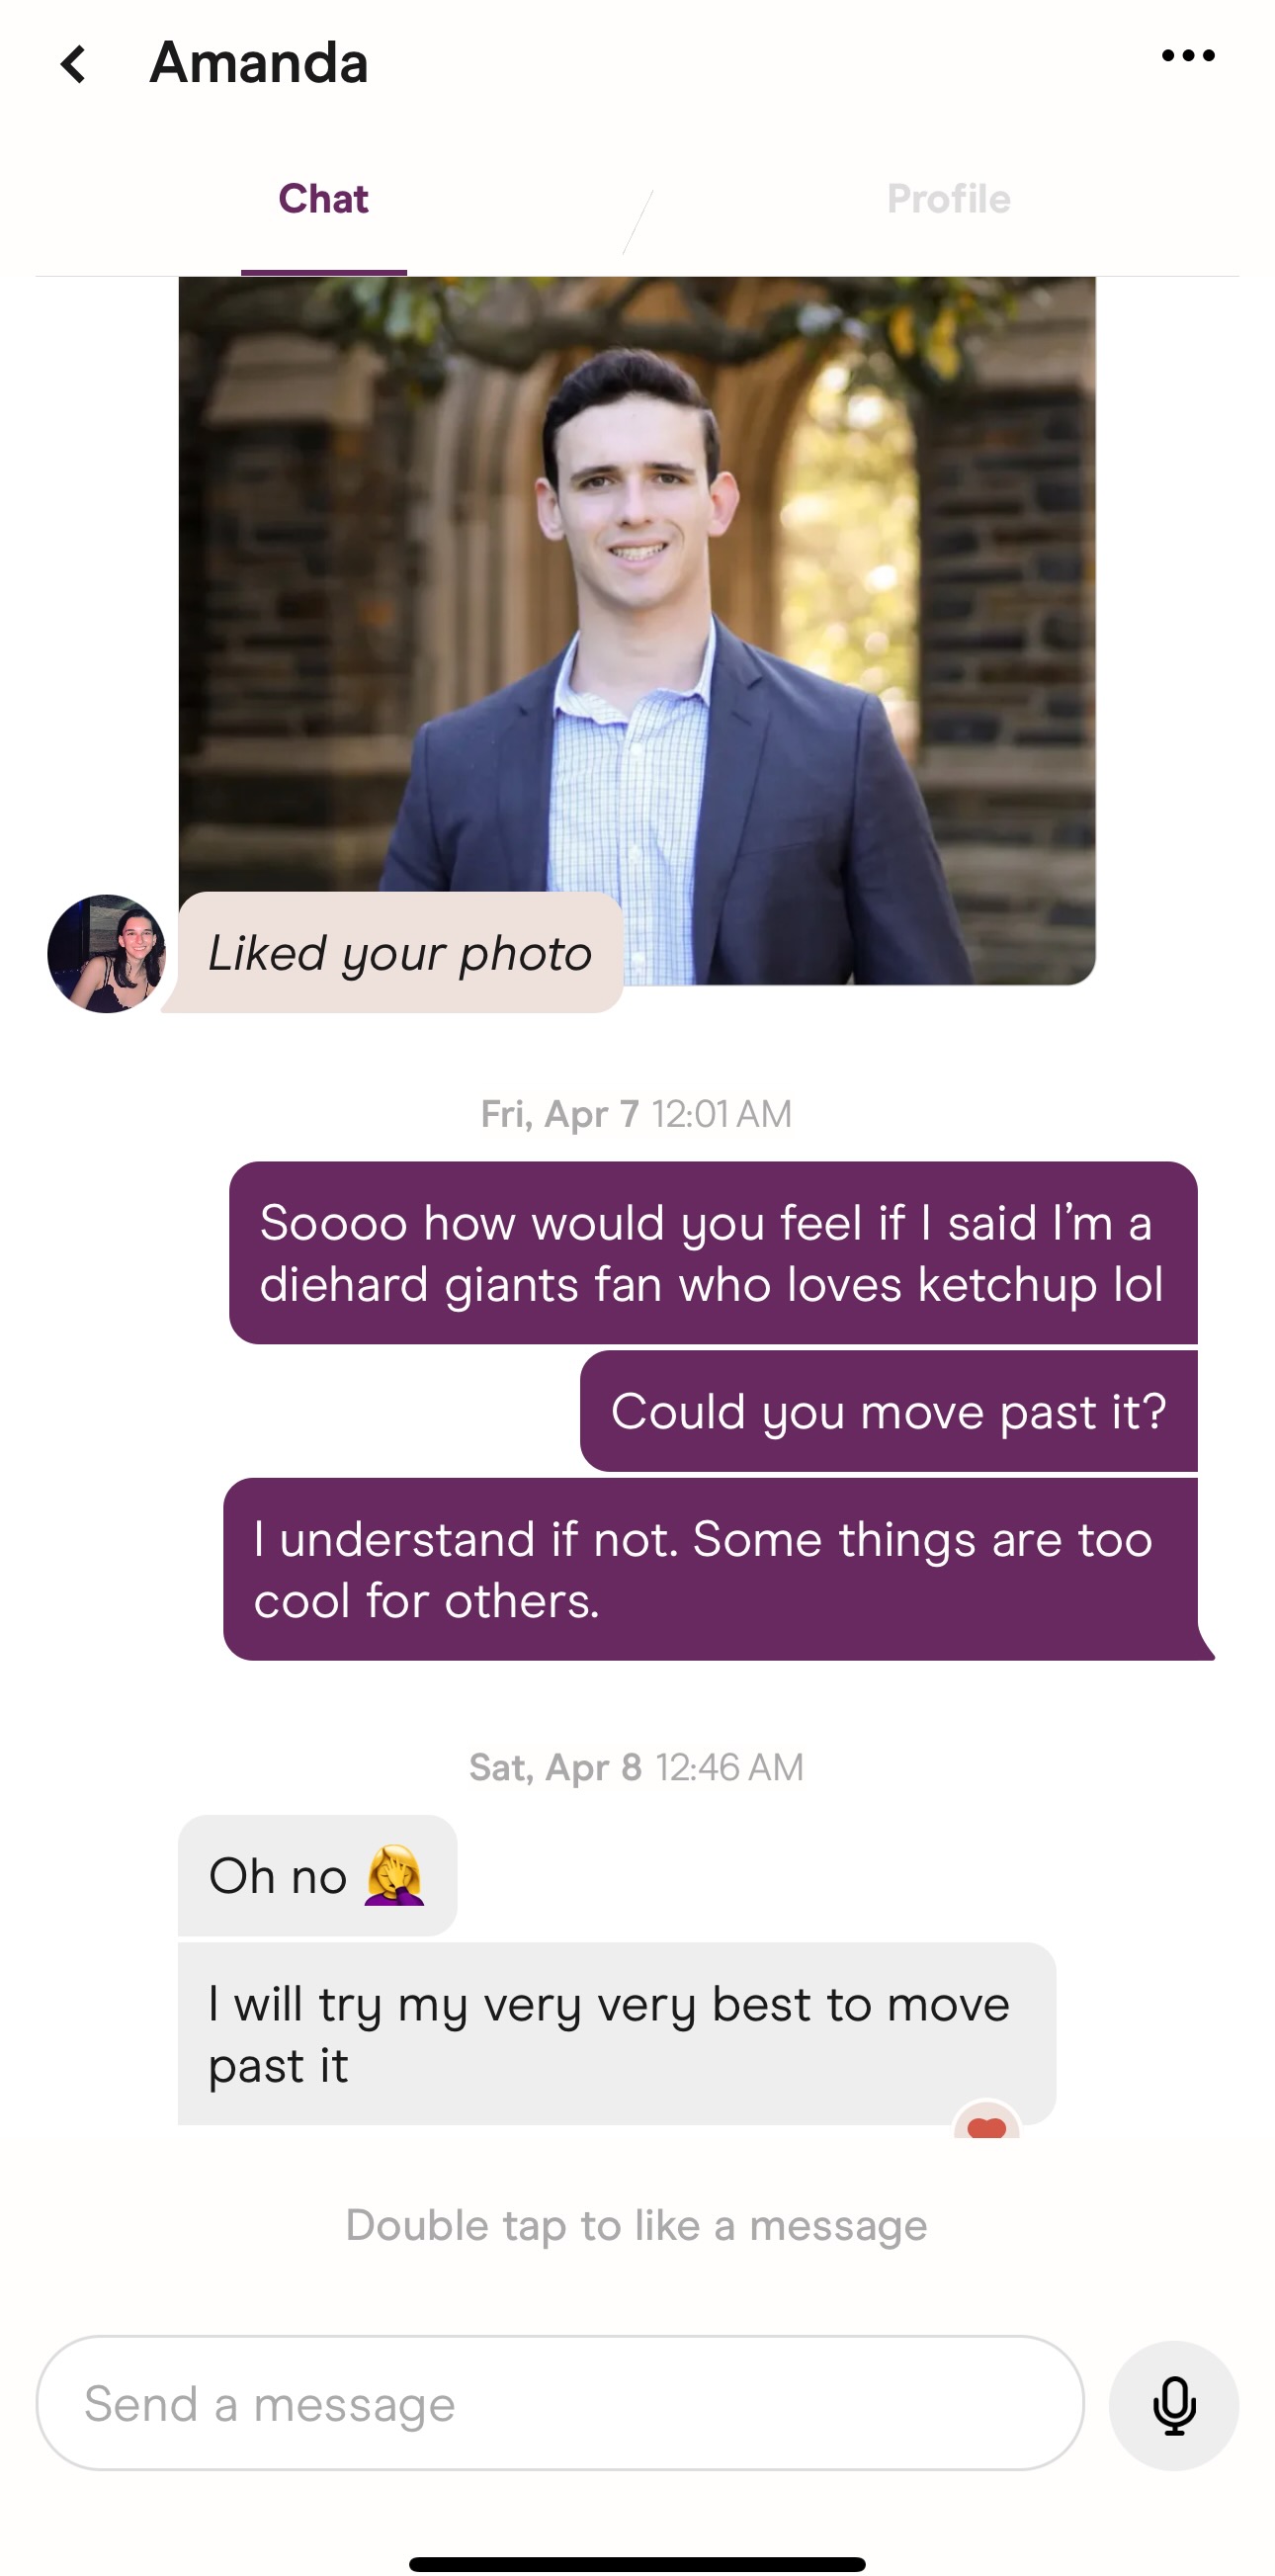 Amanda
Chat
Profile
Liked your photo
Fri, Apr 7 12:01 AM
Soooo how would you feel if I said I’m a
diehard giants fan who loves ketchup lol
Could you move past it?
I understand if not. Some things are too
cool for others.
Sat, Apr 8 12:46 AM
Oh no 🤦‍♀️
I will try my very very best to move
past it
Double tap to like a message
Send a message